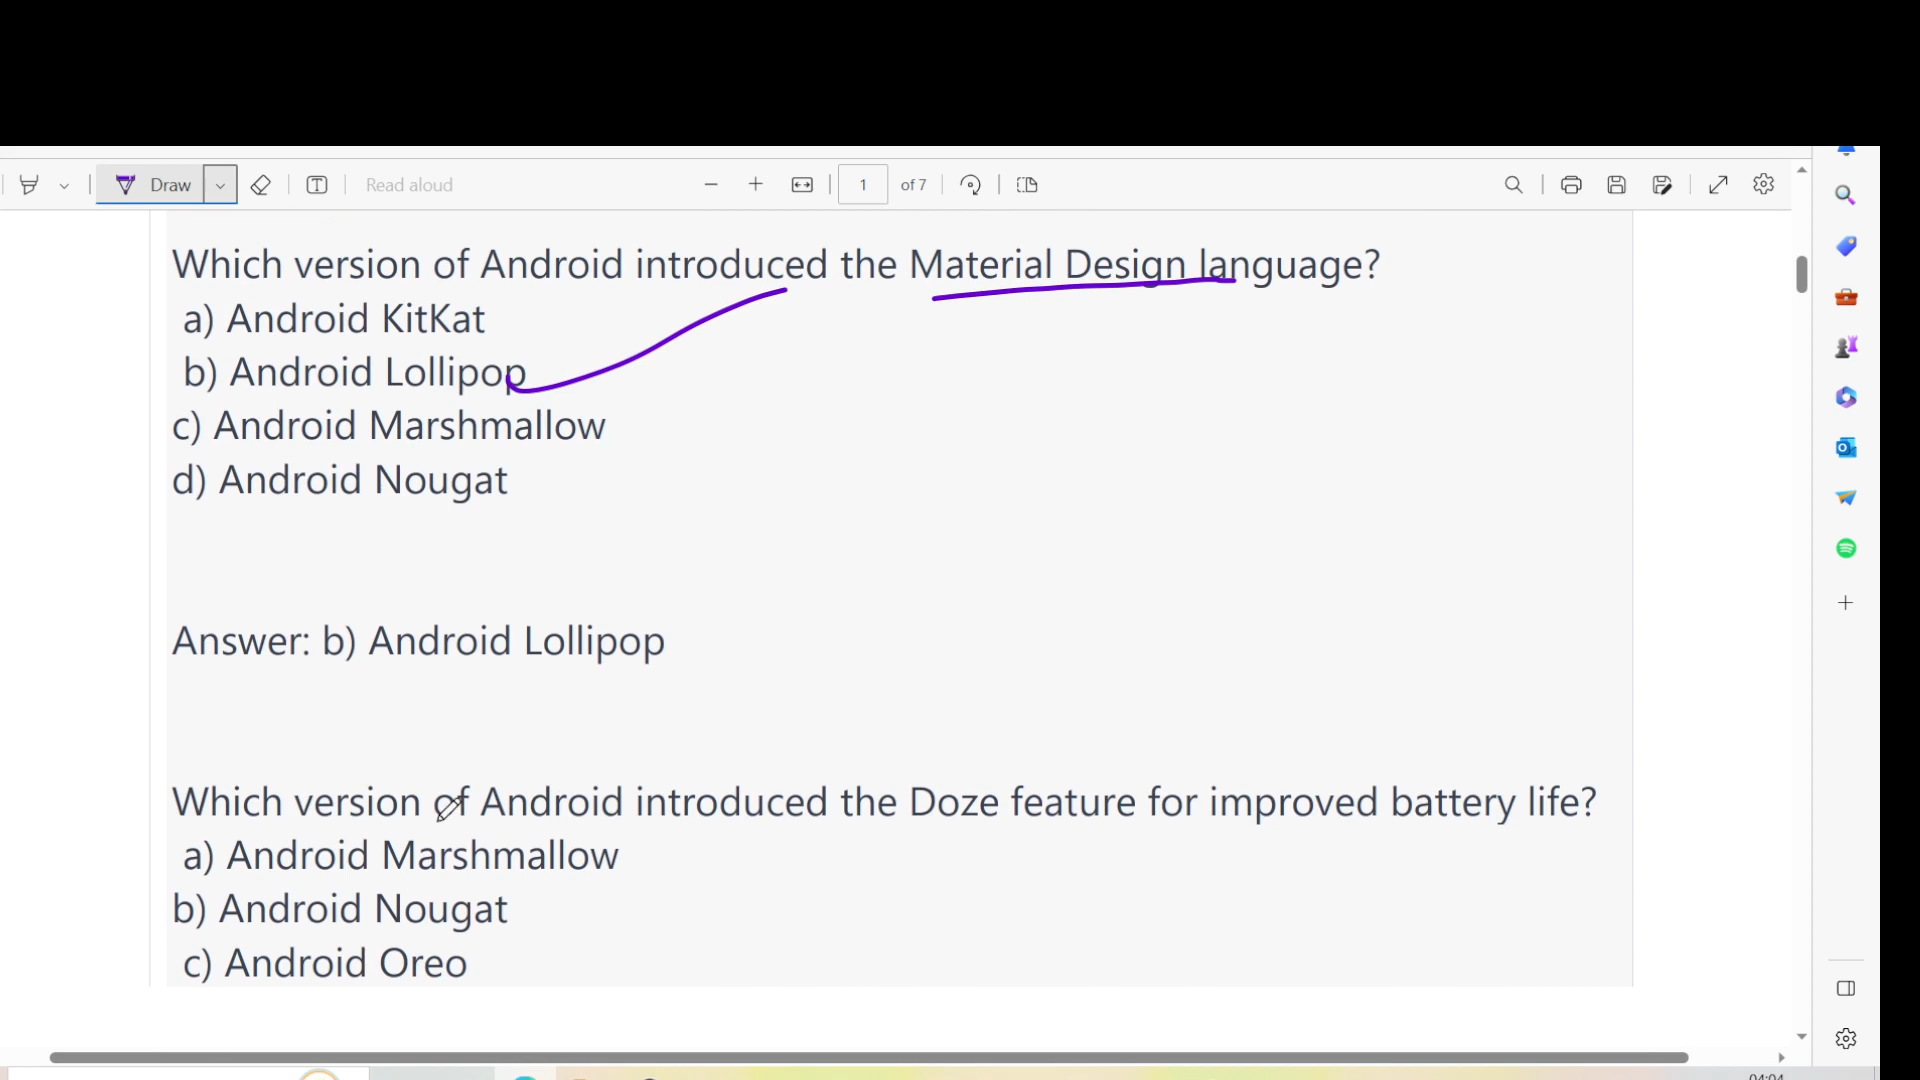 Draw
Read aloud
1 of 7
Which version of Android introduced the Material Design language?
a) Android KitKat
b) Android Lollipop
c) Android Marshmallow
d) Android Nougat
Answer: b) Android Lollipop
Which version of Android introduced the Doze feature for improved battery life?
a) Android Marshmallow
b) Android Nougat
c) Android Oreo